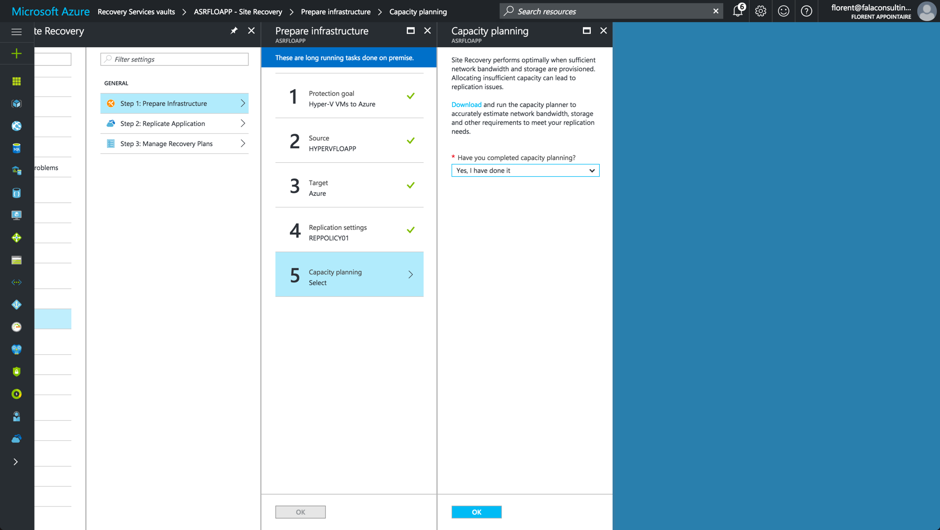 Microsoft Azure Recovery Services vaults > ASRFLOAPP - Site Recovery > Prepare infrastructure > Capacity planning
Search resources
6
florent@falaconsultin...
FLORENT APPOINTAIRE
te Recovery
roblems
Filter settings
GENERAL
Step 1: Prepare Infrastructure
Step 2: Replicate Application
Step 3: Manage Recovery Plans
Prepare infrastructure
ASRFLOAPP
These are long running tasks done on premise.
1
Protection goal
Hyper-V VMs to Azure
2
Source
HYPERVFLOAPP
3
Target
Azure
4
Replication settings
REPPOLICY01
5
Capacity planning
Select
OK
Capacity planning
ASRFLOAPP
Site Recovery performs optimally when sufficient
network bandwidth and storage are provisioned.
Allocating insufficient capacity can lead to
replication issues.
Download and run the capacity planner to
accurately estimate network bandwidth, storage
and other requirements to meet your replication
needs.
* Have you completed capacity planning?
Yes, I have done it
OK